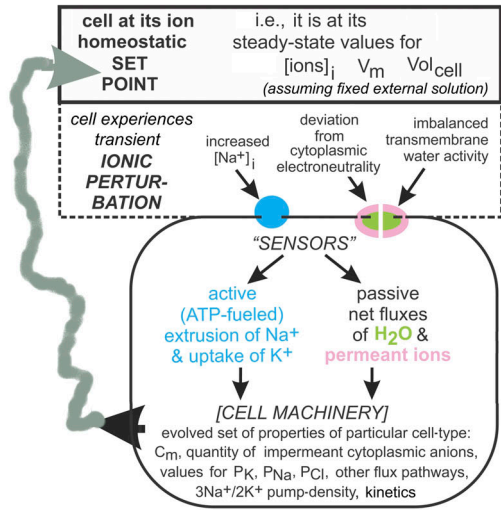 cell at its ion
homeostatic
SET
POINT
i.e., it is at its
steady-state values for
[ions]i Vm Volcell
(assuming fixed external solution)
cell experiences
transient
IONIC
PERTUR-
BATION
increased
[Na+]i
deviation
from
cytoplasmic
electroneutrality
imbalanced
transmembrane
water activity
“SENSORS”
active
(ATP-fueled)
extrusion of Na+
& uptake of K+
passive
net fluxes
of H2O &
permeant ions
[CELL MACHINERY]
evolved set of properties of particular cell-type:
Cm, quantity of impermeant cytoplasmic anions,
values for PK, PNa, PCl, other flux pathways,
3Na+/2K+ pump-density, kinetics